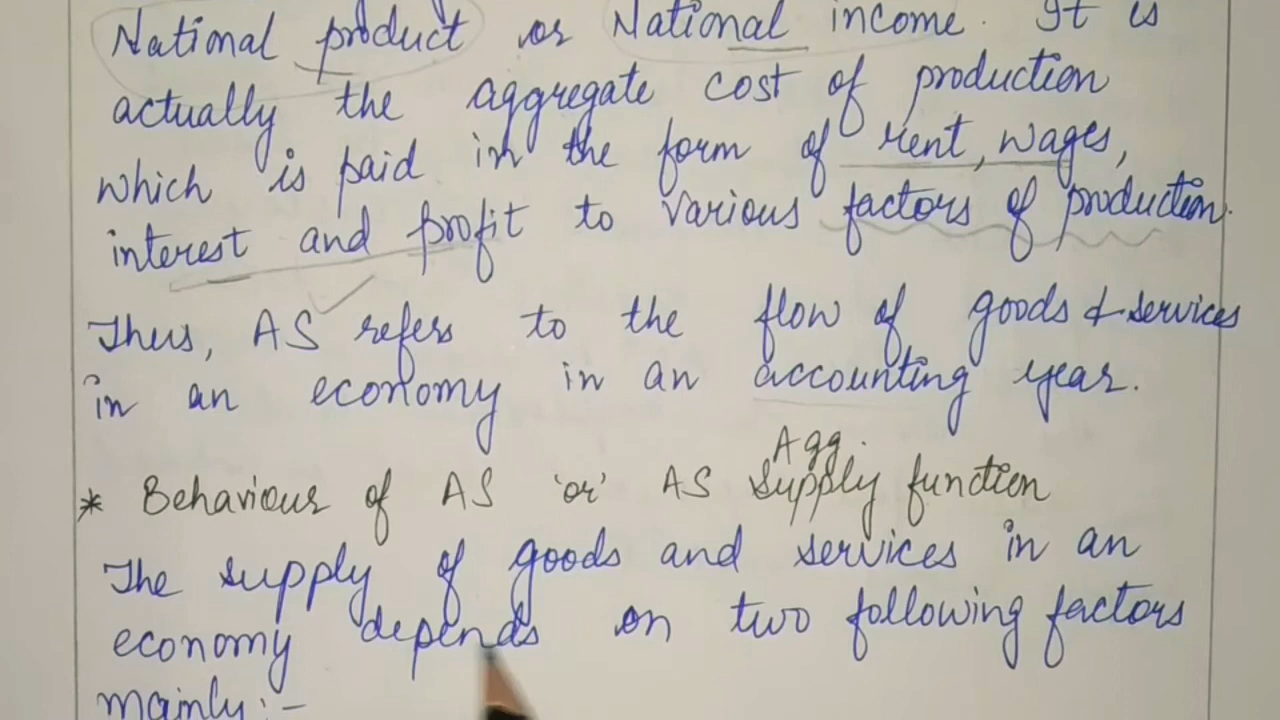 National product or National income. It is
actually the aggregate cost of production
which is paid in the form of rent, wages,
interest and profit to various factors of production.
Thus, AS refers to the flow of goods & services
in an economy in an accounting year.
Agg.
* Behaviour of AS 'or' AS Supply function
The supply of goods and services in an
economy depends on two following factors
mainly:-